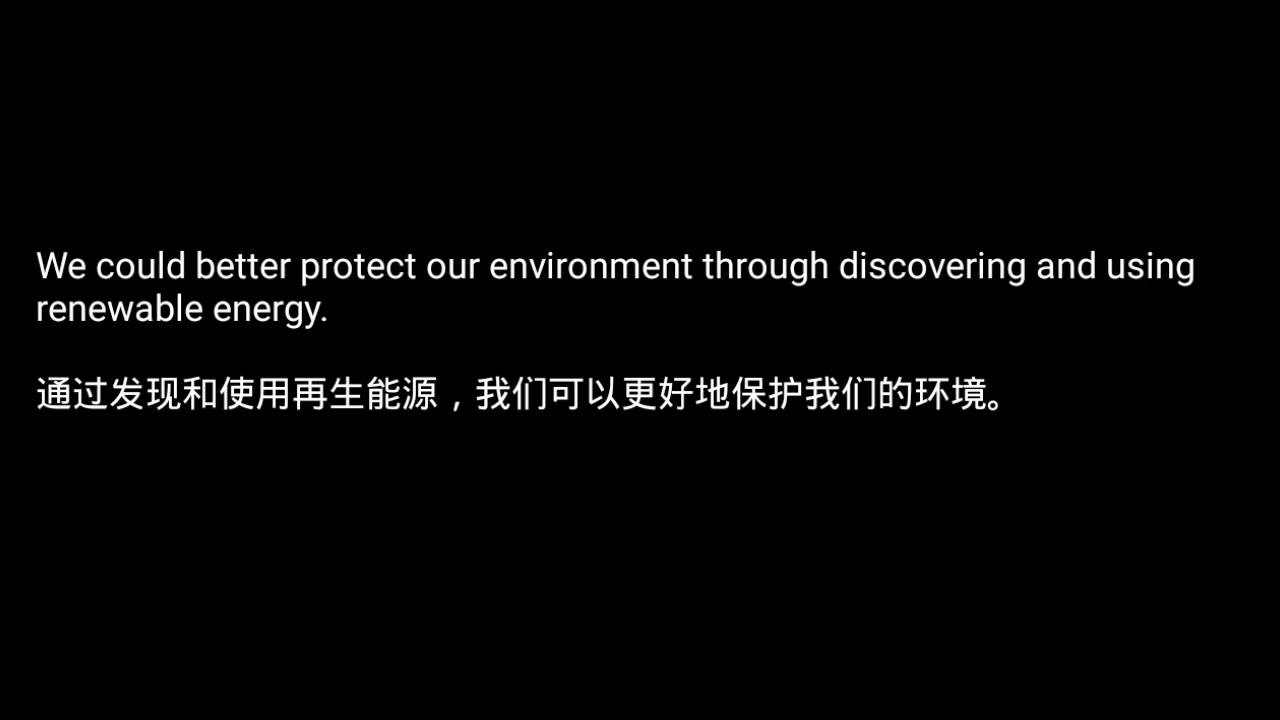 We could better protect our environment through discovering and using
renewable energy.
通过发现和使用再生能源，我们可以更好地保护我们的环境。